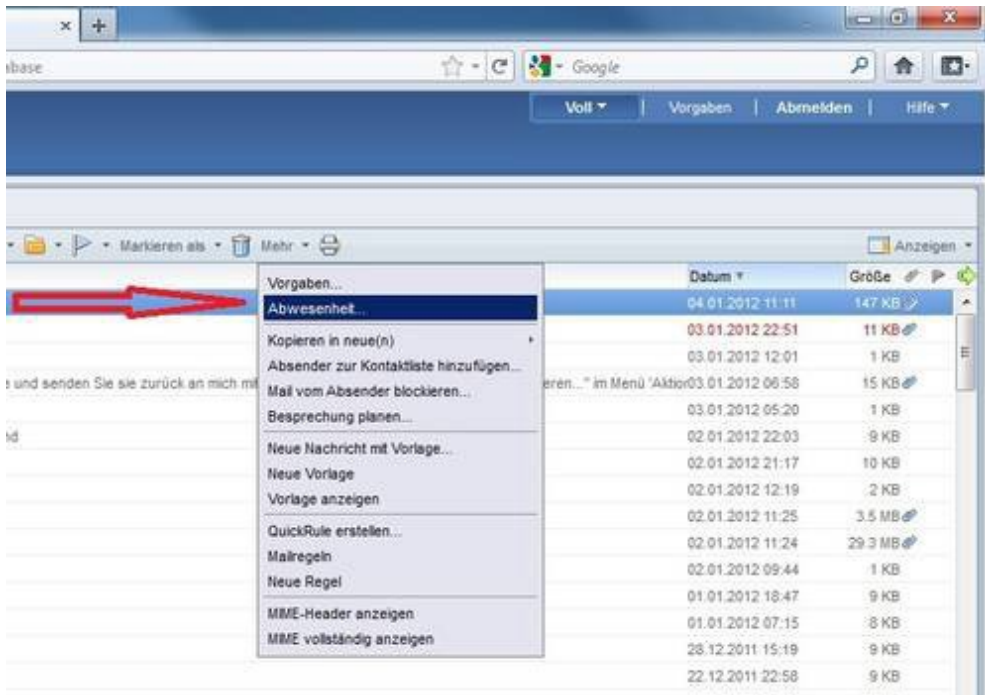 abase
Google
Voll | Vorgaben | Abmelden | Hilfe
Markieren als Mehr Anzeigen
Datum Größe
Vorgaben...
Abwesenheit...
04.01.2012 11:11 147 KB
03.01.2012 22:51 11 KB
Kopieren in neue(n)
03.01.2012 12:01 1 KB
Absender zur Kontaktliste hinzufügen...
e und senden Sie sie zurück an mich mit eren..." im Menü 'Aktion 03.01.2012 06:58 15 KB
Mail vom Absender blockieren...
03.01.2012 05:20 1 KB
Besprechung planen...
nd 02.01.2012 22:03 9 KB
Neue Nachricht mit Vorlage...
02.01.2012 21:17 10 KB
Neue Vorlage
02.01.2012 12:19 2 KB
Vorlage anzeigen
02.01.2012 11:25 3.5 MB
QuickRule erstellen...
02.01.2012 11:24 29.3 MB
Mailregeln
02.01.2012 09:44 1 KB
Neue Regel
01.01.2012 18:47 9 KB
MIME-Header anzeigen
01.01.2012 07:15 8 KB
MIME vollständig anzeigen
28.12.2011 15:19 9 KB
22.12.2011 22:58 9 KB